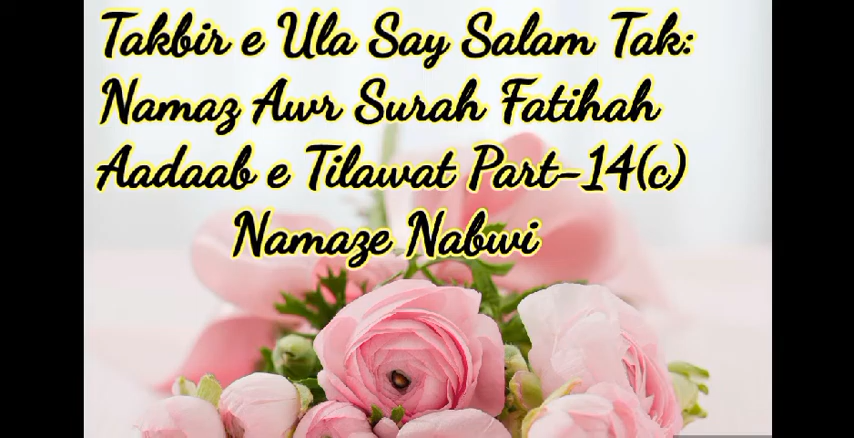 Takbir e Ula Say Salam Tak:
Namaz Awr Surah Fatihah
Aadaab e Tilawat Part-14(c)
Namaze Nabwi